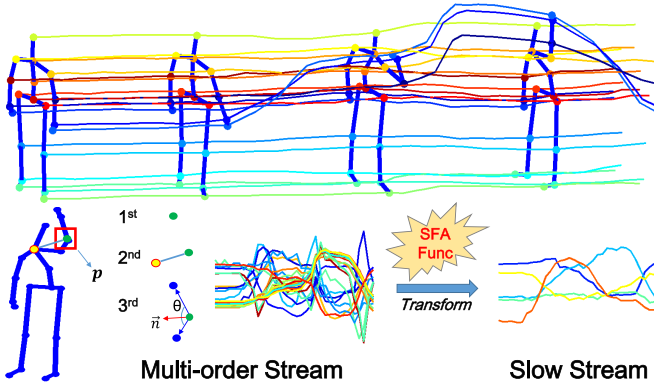 1st
2nd
3rd
p
θ
n
SFA
Func
Transform
Multi-order Stream
Slow Stream